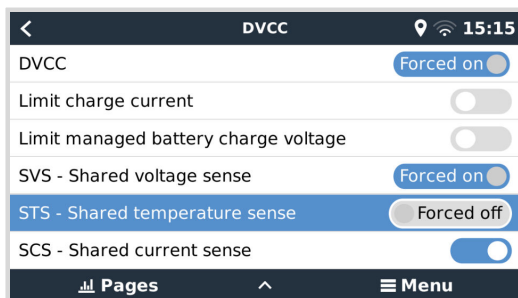 DVCC 15:15
DVCC Forced on
Limit charge current
Limit managed battery charge voltage
SVS - Shared voltage sense Forced on
STS - Shared temperature sense Forced off
SCS - Shared current sense
Pages Menu